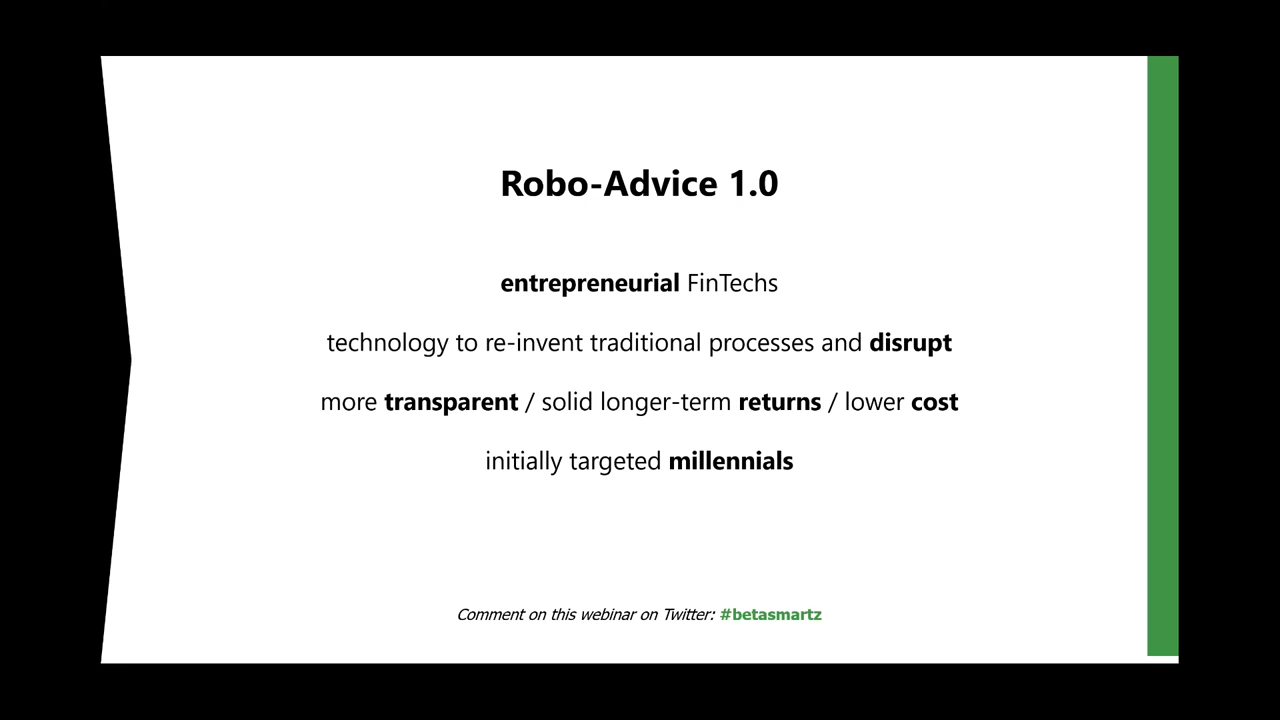 Robo-Advice 1.0
entrepreneurial FinTechs
technology to re-invent traditional processes and disrupt
more transparent / solid longer-term returns / lower cost
initially targeted millennials
Comment on this webinar on Twitter: #betasmartz